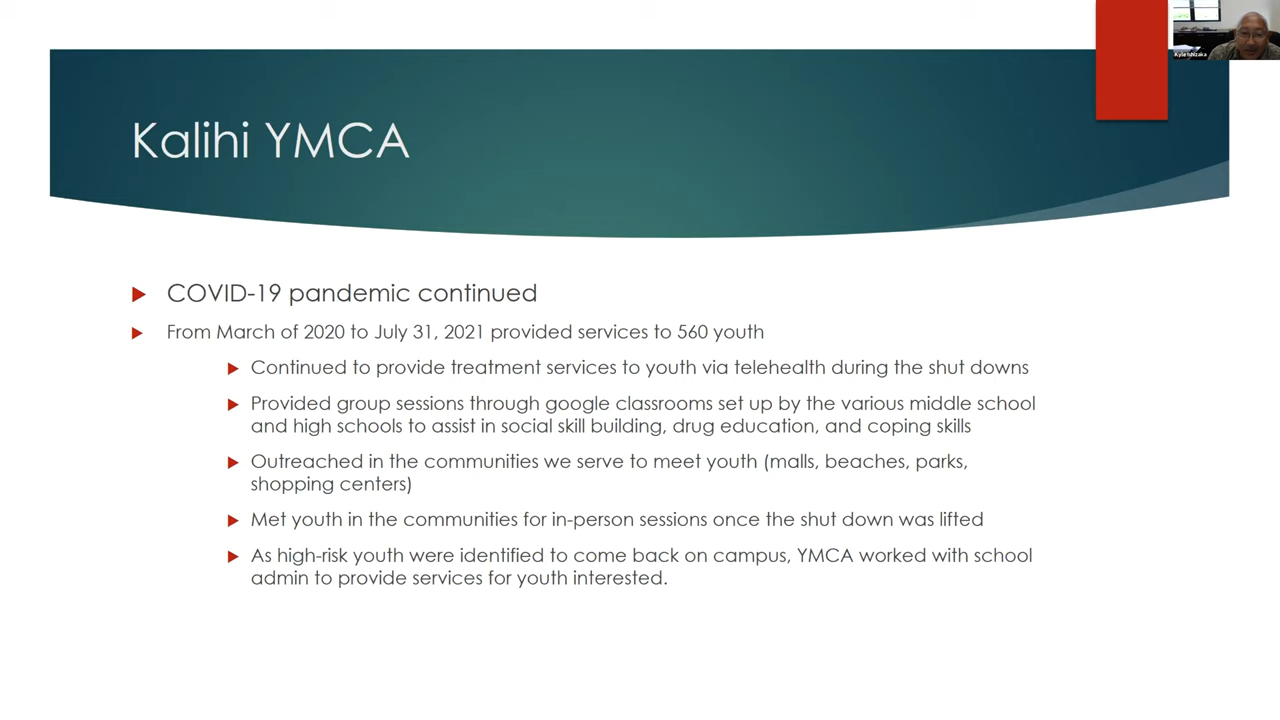 Kyle Ishizaka
Kalihi YMCA
COVID-19 pandemic continued
From March of 2020 to July 31, 2021 provided services to 560 youth
Continued to provide treatment services to youth via telehealth during the shut downs
Provided group sessions through google classrooms set up by the various middle school
and high schools to assist in social skill building, drug education, and coping skills
Outreached in the communities we serve to meet youth (malls, beaches, parks,
shopping centers)
Met youth in the communities for in-person sessions once the shut down was lifted
As high-risk youth were identified to come back on campus, YMCA worked with school
admin to provide services for youth interested.